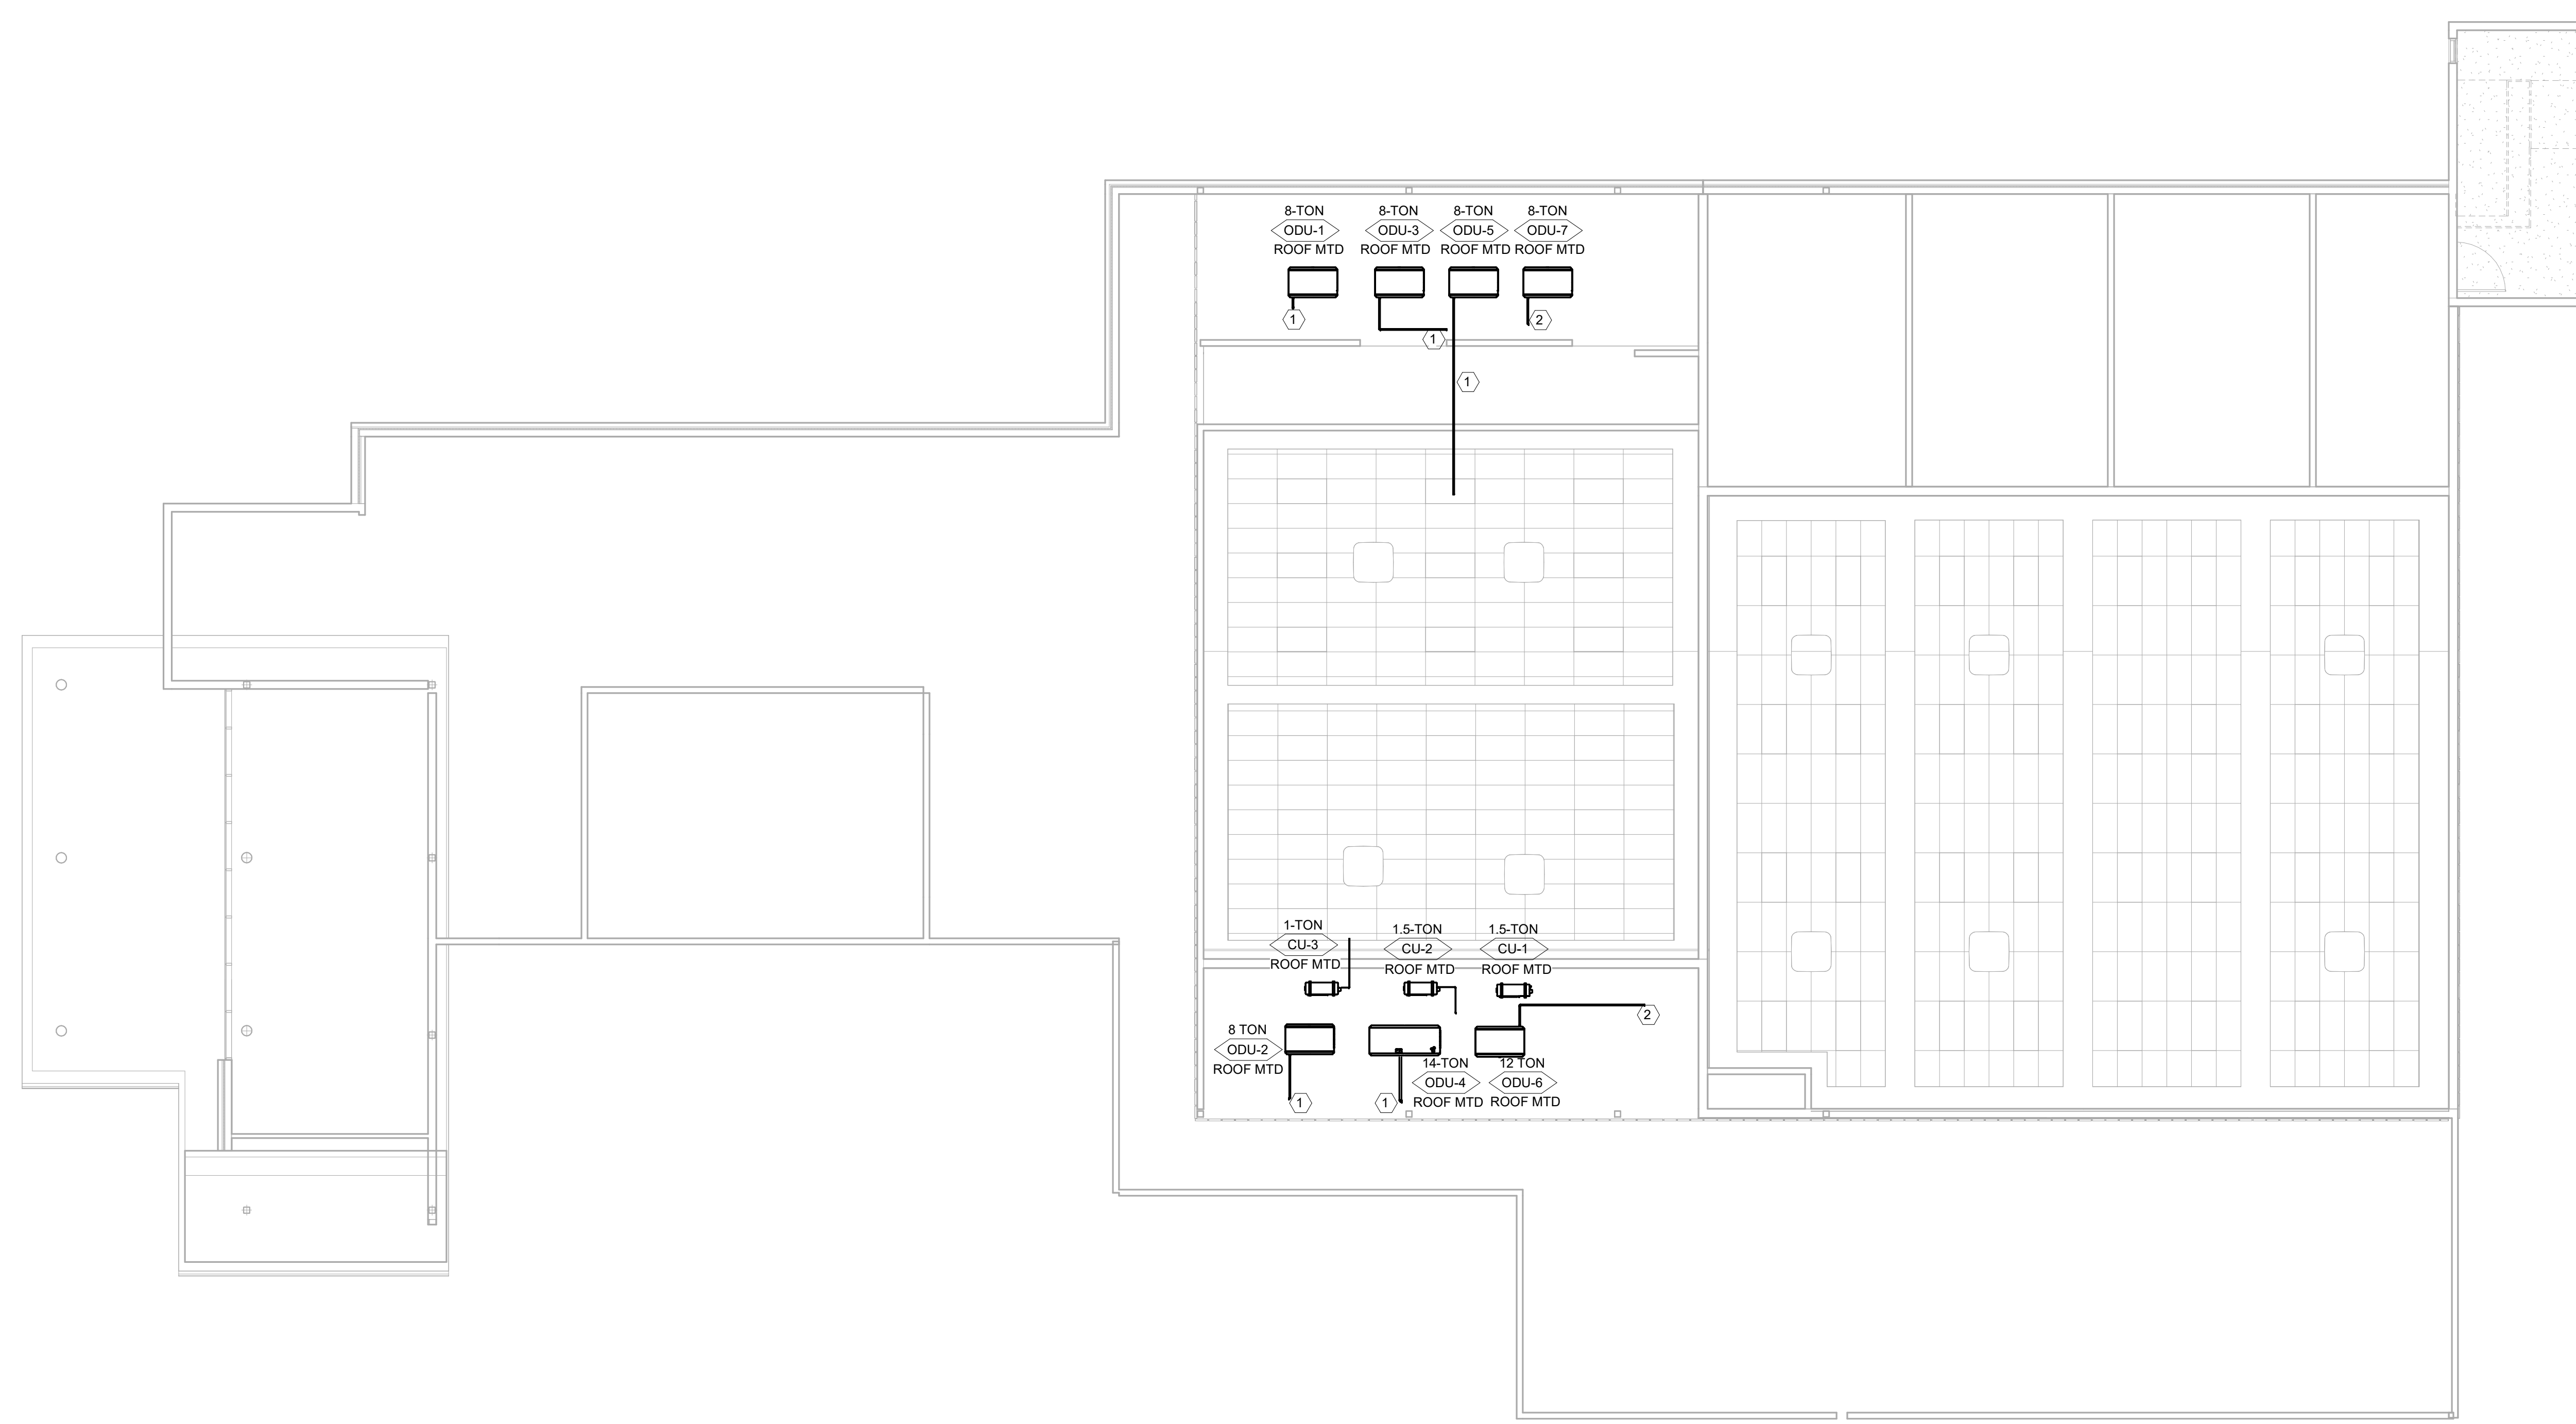 8-TON
ODU-1
ROOF MTD
8-TON
ODU-3
ROOF MTD
8-TON
ODU-5
ROOF MTD
8-TON
ODU-7
ROOF MTD
1
1
2
1
1-TON
CU-3
ROOF MTD
1.5-TON
CU-2
ROOF MTD
1.5-TON
CU-1
ROOF MTD
2
8 TON
ODU-2
ROOF MTD
14-TON
ODU-4
ROOF MTD
12 TON
ODU-6
ROOF MTD
1
1